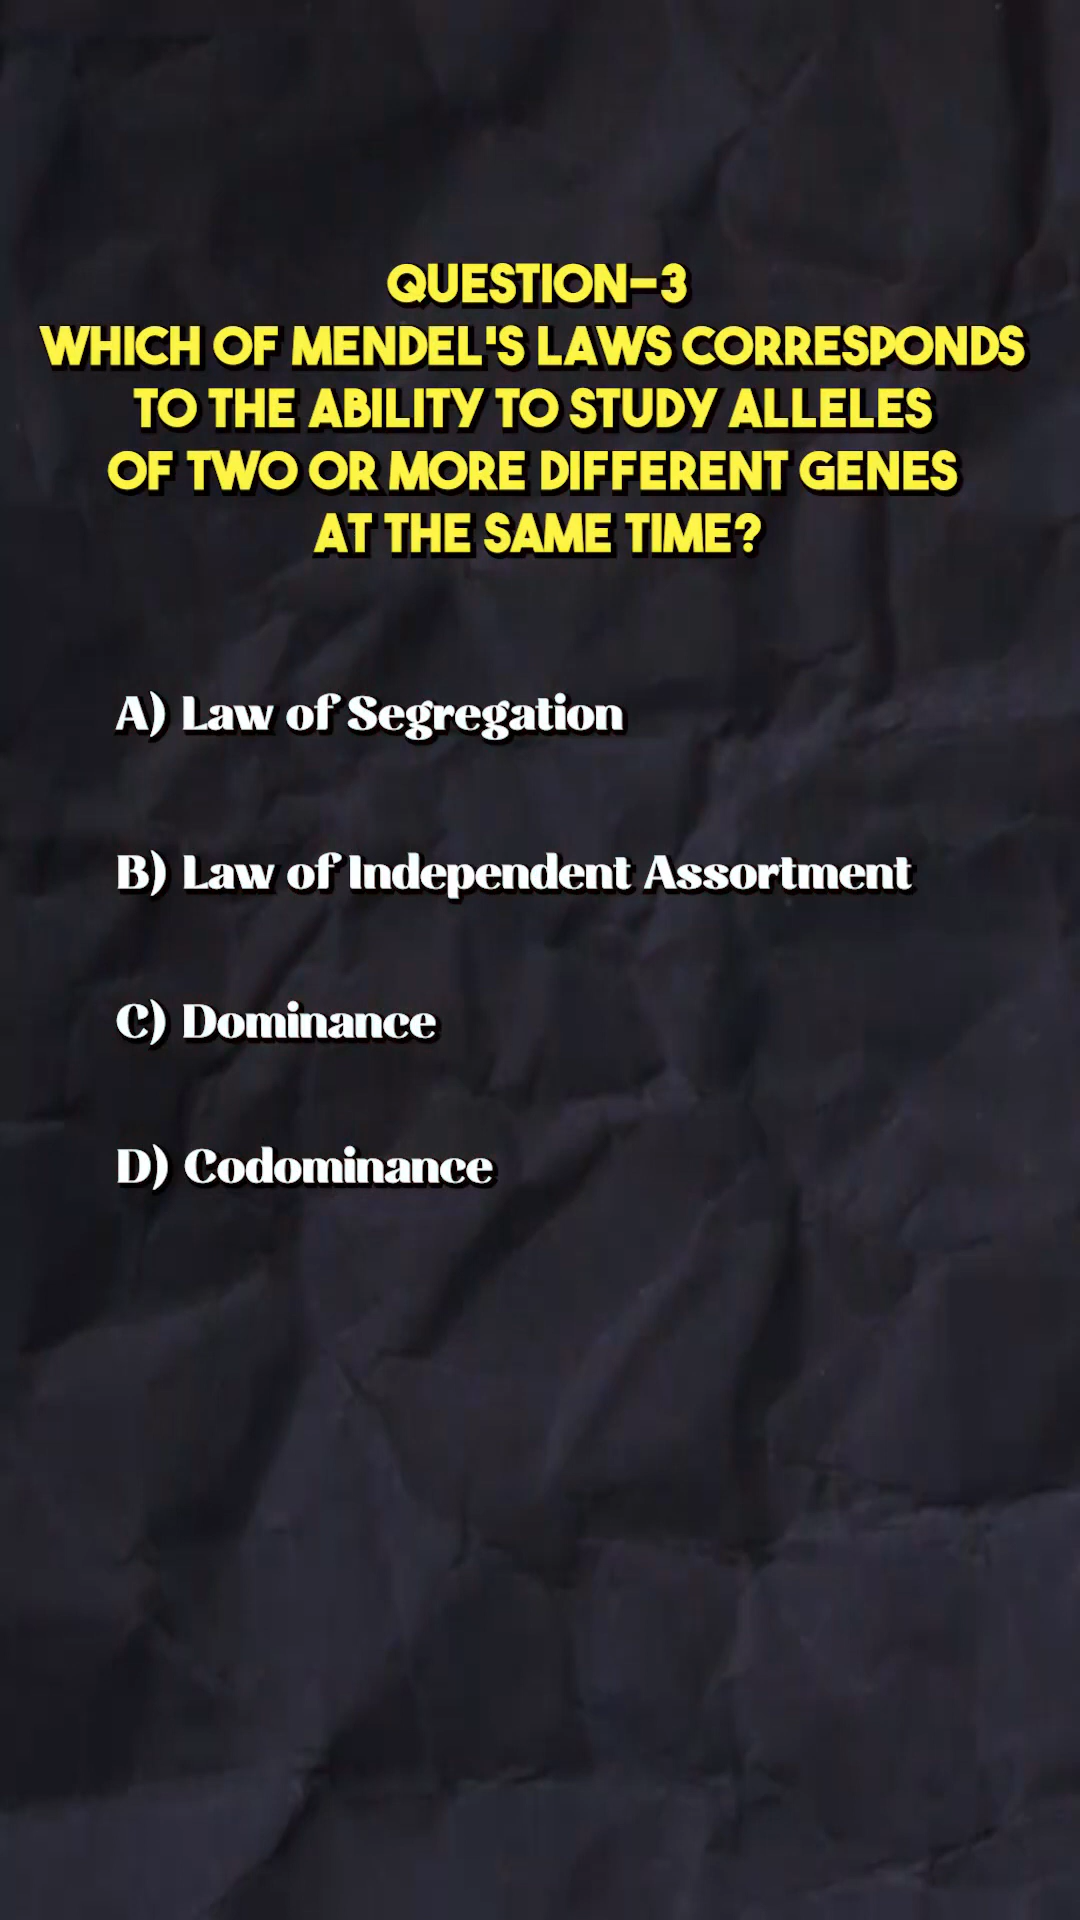 QUESTION-3
WHICH OF MENDEL'S LAWS CORRESPONDS
TO THE ABILITY TO STUDY ALLELES
OF TWO OR MORE DIFFERENT GENES
AT THE SAME TIME?
A) Law of Segregation
B) Law of Independent Assortment
C) Dominance
D) Codominance